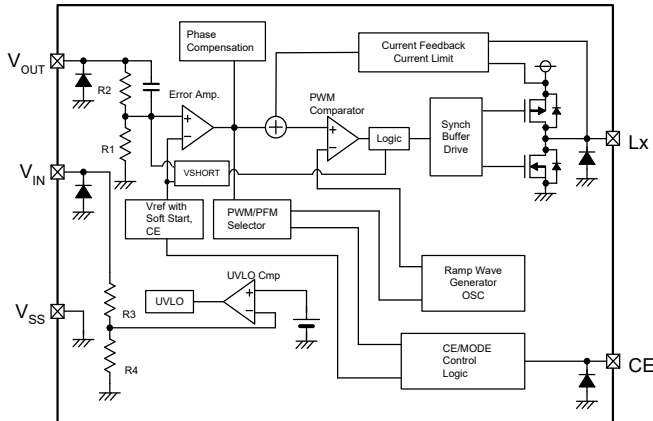 Phase
Compensation
Current Feedback
Current Limit
VOUT
R2
Error Amp.
PWM
Comparator
R1
Logic
Synch
Buffer
Drive
Lx
VIN
VSHORT
Vref with
Soft Start,
CE
PWM/PFM
Selector
UVLO Cmp
Ramp Wave
Generator
OSC
VSS
R3
UVLO
R4
CE/MODE
Control
Logic
CE